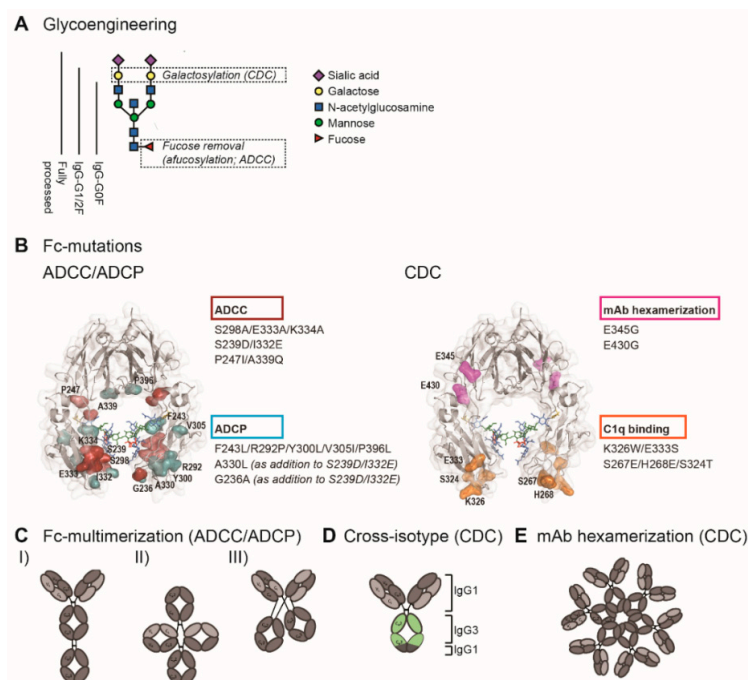 A Glycoengineering
Galactosylation (CDC)
Fucose removal
(afucosylation; ADCC)
Sialic acid
Galactose
N-acetylglucosamine
Mannose
Fucose
Fully
processed
IgG-G1/2F
IgG-G0F
B Fc-mutations
ADCC/ADCP
P247
A339
P396
F243
V305
K334
S239
S298
E333
I332
G236
A330
Y300
R292
ADCC
S298A/E333A/K334A
S239D/I332E
P247I/A339Q
ADCP
F243L/R292P/Y300L/V305I/P396L
A330L (as addition to S239D/I332E)
G236A (as addition to S239D/I332E)
CDC
E345
E430
E333
S324
K326
S267
H268
mAb hexamerization
E345G
E430G
C1q binding
K326W/E333S
S267E/H268E/S324T
C Fc-multimerization (ADCC/ADCP)
I)
II)
III)
D Cross-isotype (CDC)
IgG1
IgG3
IgG1
E mAb hexamerization (CDC)